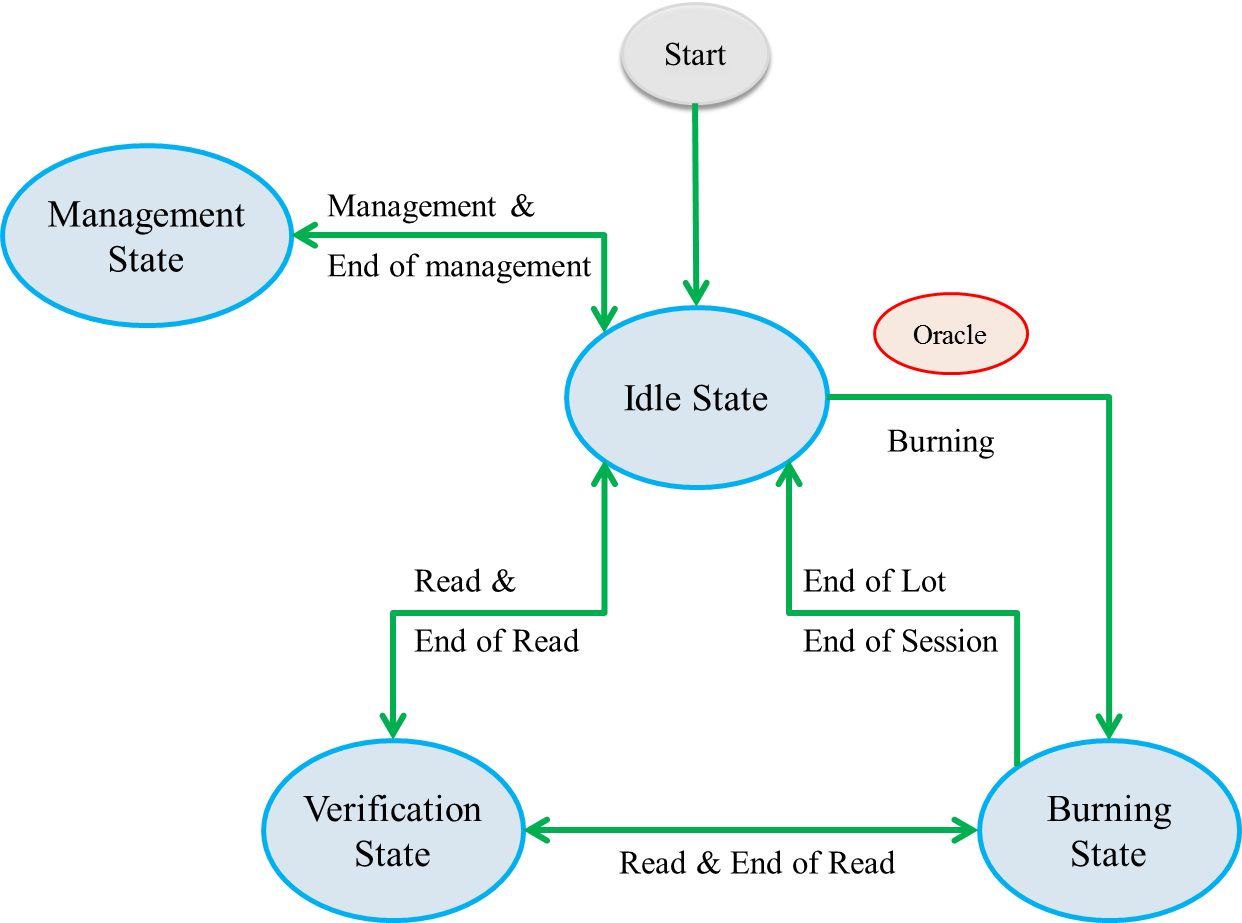 Start
Management
State
Management &
End of management
Oracle
Idle State
Burning
Read &
End of Read
End of Lot
End of Session
Verification
State
Burning
State
Read & End of Read